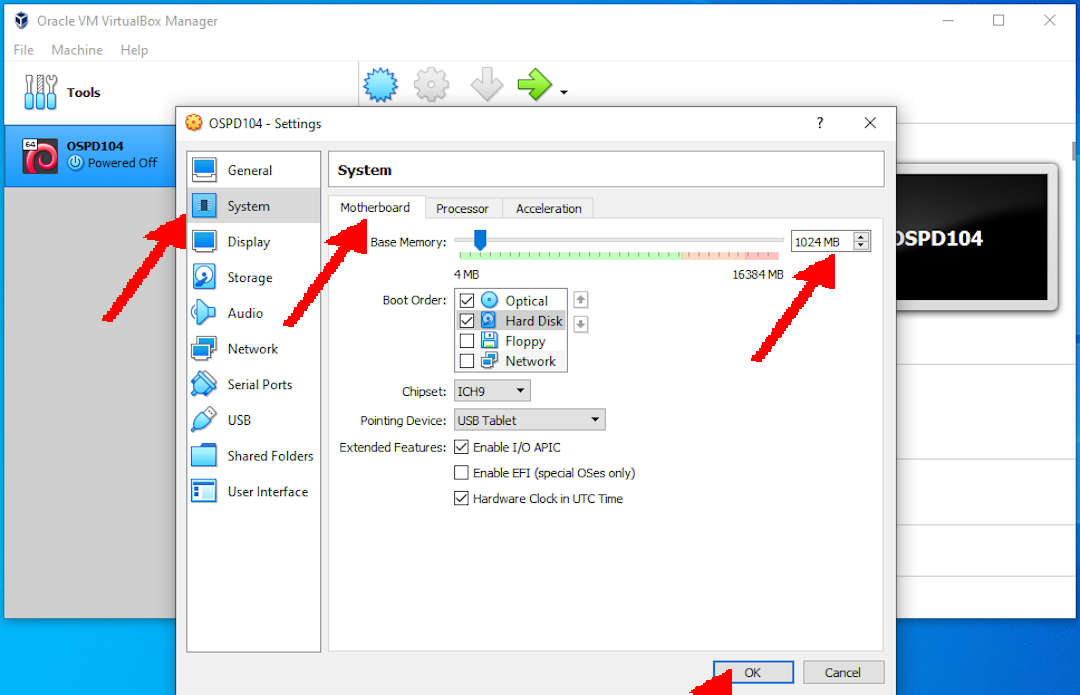 Oracle VM VirtualBox Manager
File Machine Help
Tools
64
OSPD104
Powered Off
OSPD104 - Settings
?
General
System
Display
Storage
Audio
Network
Serial Ports
USB
Shared Folders
User Interface
System
Motherboard Processor Acceleration
Base Memory: 1024 MB
4 MB 16384 MB
Boot Order: Optical
Hard Disk
Floppy
Network
Chipset: ICH9
Pointing Device: USB Tablet
Extended Features: Enable I/O APIC
Enable EFI (special OSes only)
Hardware Clock in UTC Time
OK Cancel
OSPD104